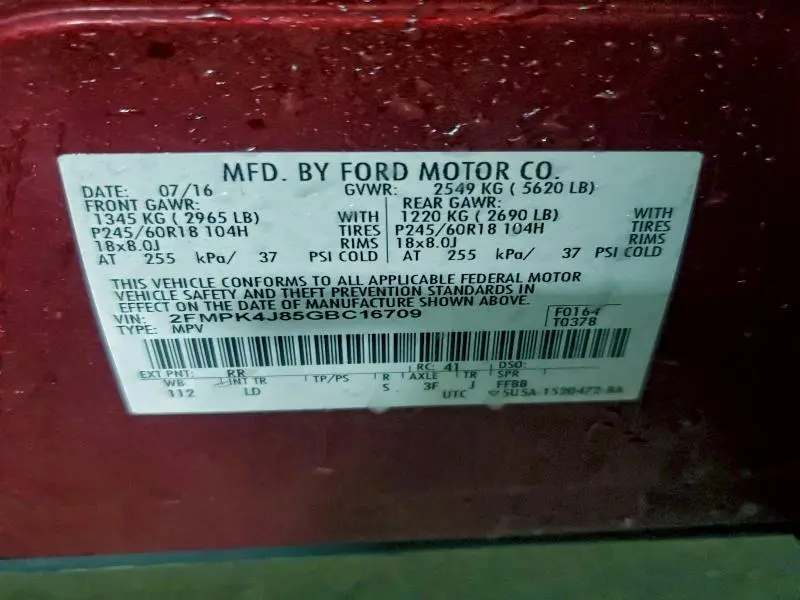 MFD. BY FORD MOTOR CO.
DATE: 07/16 GVWR: 2549 KG ( 5620 LB)
FRONT GAWR: REAR GAWR:
1345 KG ( 2965 LB) WITH 1220 KG ( 2690 LB) WITH
P245/60R18 104H TIRES P245/60R18 104H TIRES
18x8.0J RIMS 18x8.0J RIMS
AT 255 kPa/ 37 PSI COLD AT 255 kPa/ 37 PSI COLD
THIS VEHICLE CONFORMS TO ALL APPLICABLE FEDERAL MOTOR
VEHICLE SAFETY AND THEFT PREVENTION STANDARDS IN
EFFECT ON THE DATE OF MANUFACTURE SHOWN ABOVE.
VIN: 2FMPK4J85GBC16709 F0164
TYPE: MPV T0378
EXT PNT: RR RC: 41 DSO:
WB INT TR TP/PS R AXLE TR SPR
112 LD S 3F J FFBB
UTC 5U5A-1520472-BA